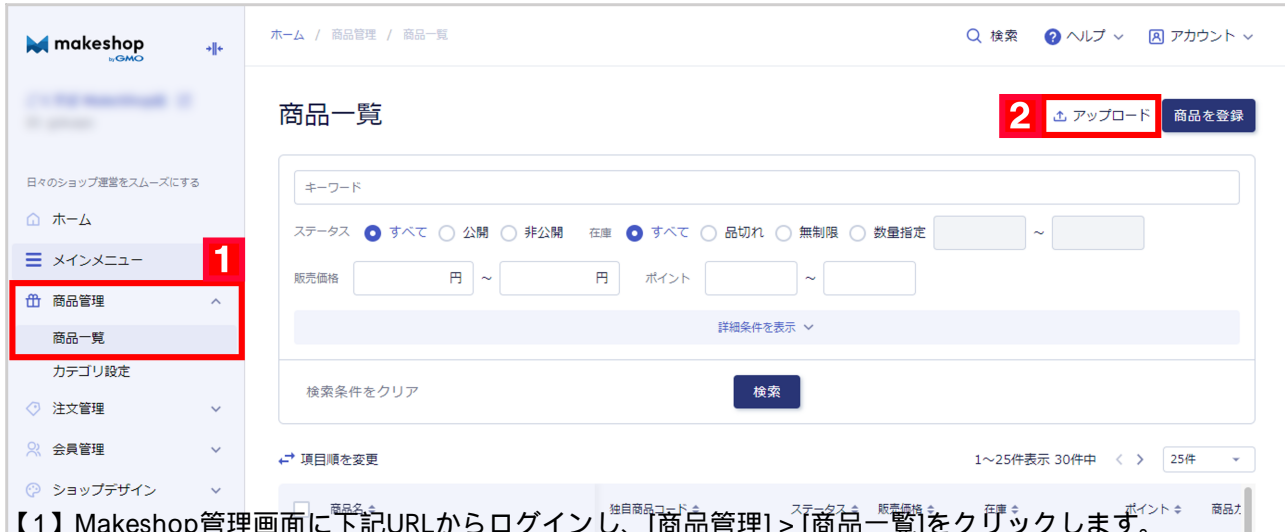 makeshop
by GMO
ホーム / 商品管理 / 商品一覧
検索
ヘルプ
アカウント
商品一覧
2
アップロード
商品を登録
日々のショップ運営をスムーズにする
ホーム
メインメニュー
1
商品管理
商品一覧
カテゴリ設定
注文管理
会員管理
ショップデザイン
キーワード
ステータス すべて 公開 非公開 在庫 すべて 品切れ 無制限 数量指定 ~
販売価格 円 ~ 円 ポイント ~
詳細条件を表示
検索条件をクリア
検索
項目順を変更
1~25件表示 30件中
25件
商品名 独自商品コード ステータス 販売価格 在庫 ポイント
【1】Makeshop管理画面に下記URLからログインし、[商品管理] > [商品一覧]をクリックします。